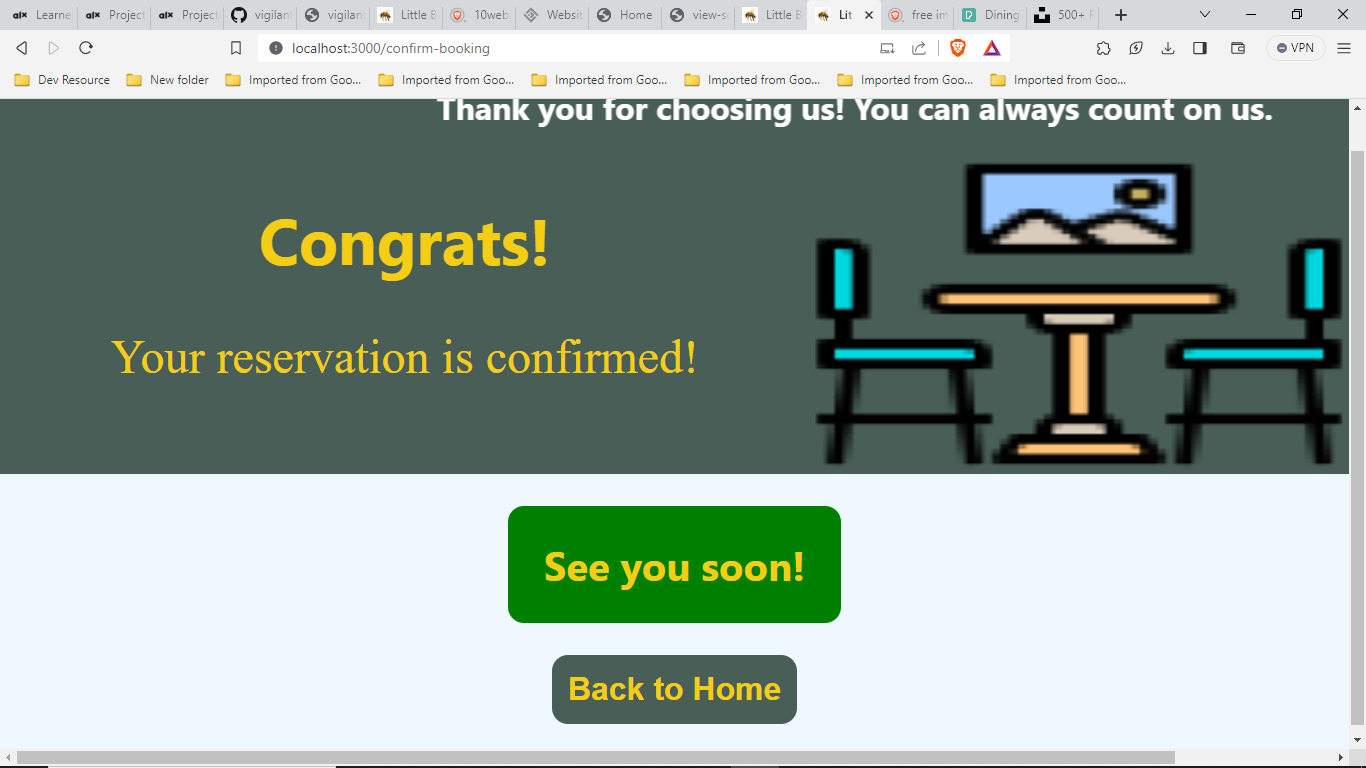 Learne
Project
Project
vigilan
vigilan
Little B
10web
Websit
Home
view-so
Little B
Lit
free im
Dining
500+ F
localhost:3000/confirm-booking
VPN
Dev Resource
New folder
Imported from Goo...
Imported from Goo...
Imported from Goo...
Imported from Goo...
Imported from Goo...
Imported from Goo...
Thank you for choosing us! You can always count on us.
Congrats!
Your reservation is confirmed!
See you soon!
Back to Home